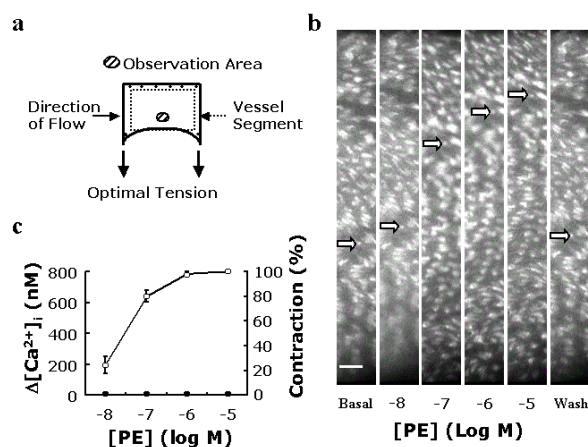 a
Observation Area
Direction of Flow
Vessel Segment
Optimal Tension
b
Basal
-8
-7
-6
-5
Wash
[PE] (Log M)
c
Δ[Ca²⁺]ᵢ (nM)
800
600
400
200
0
Contraction (%)
100
80
60
40
20
0
-8
-7
-6
-5
[PE] (log M)